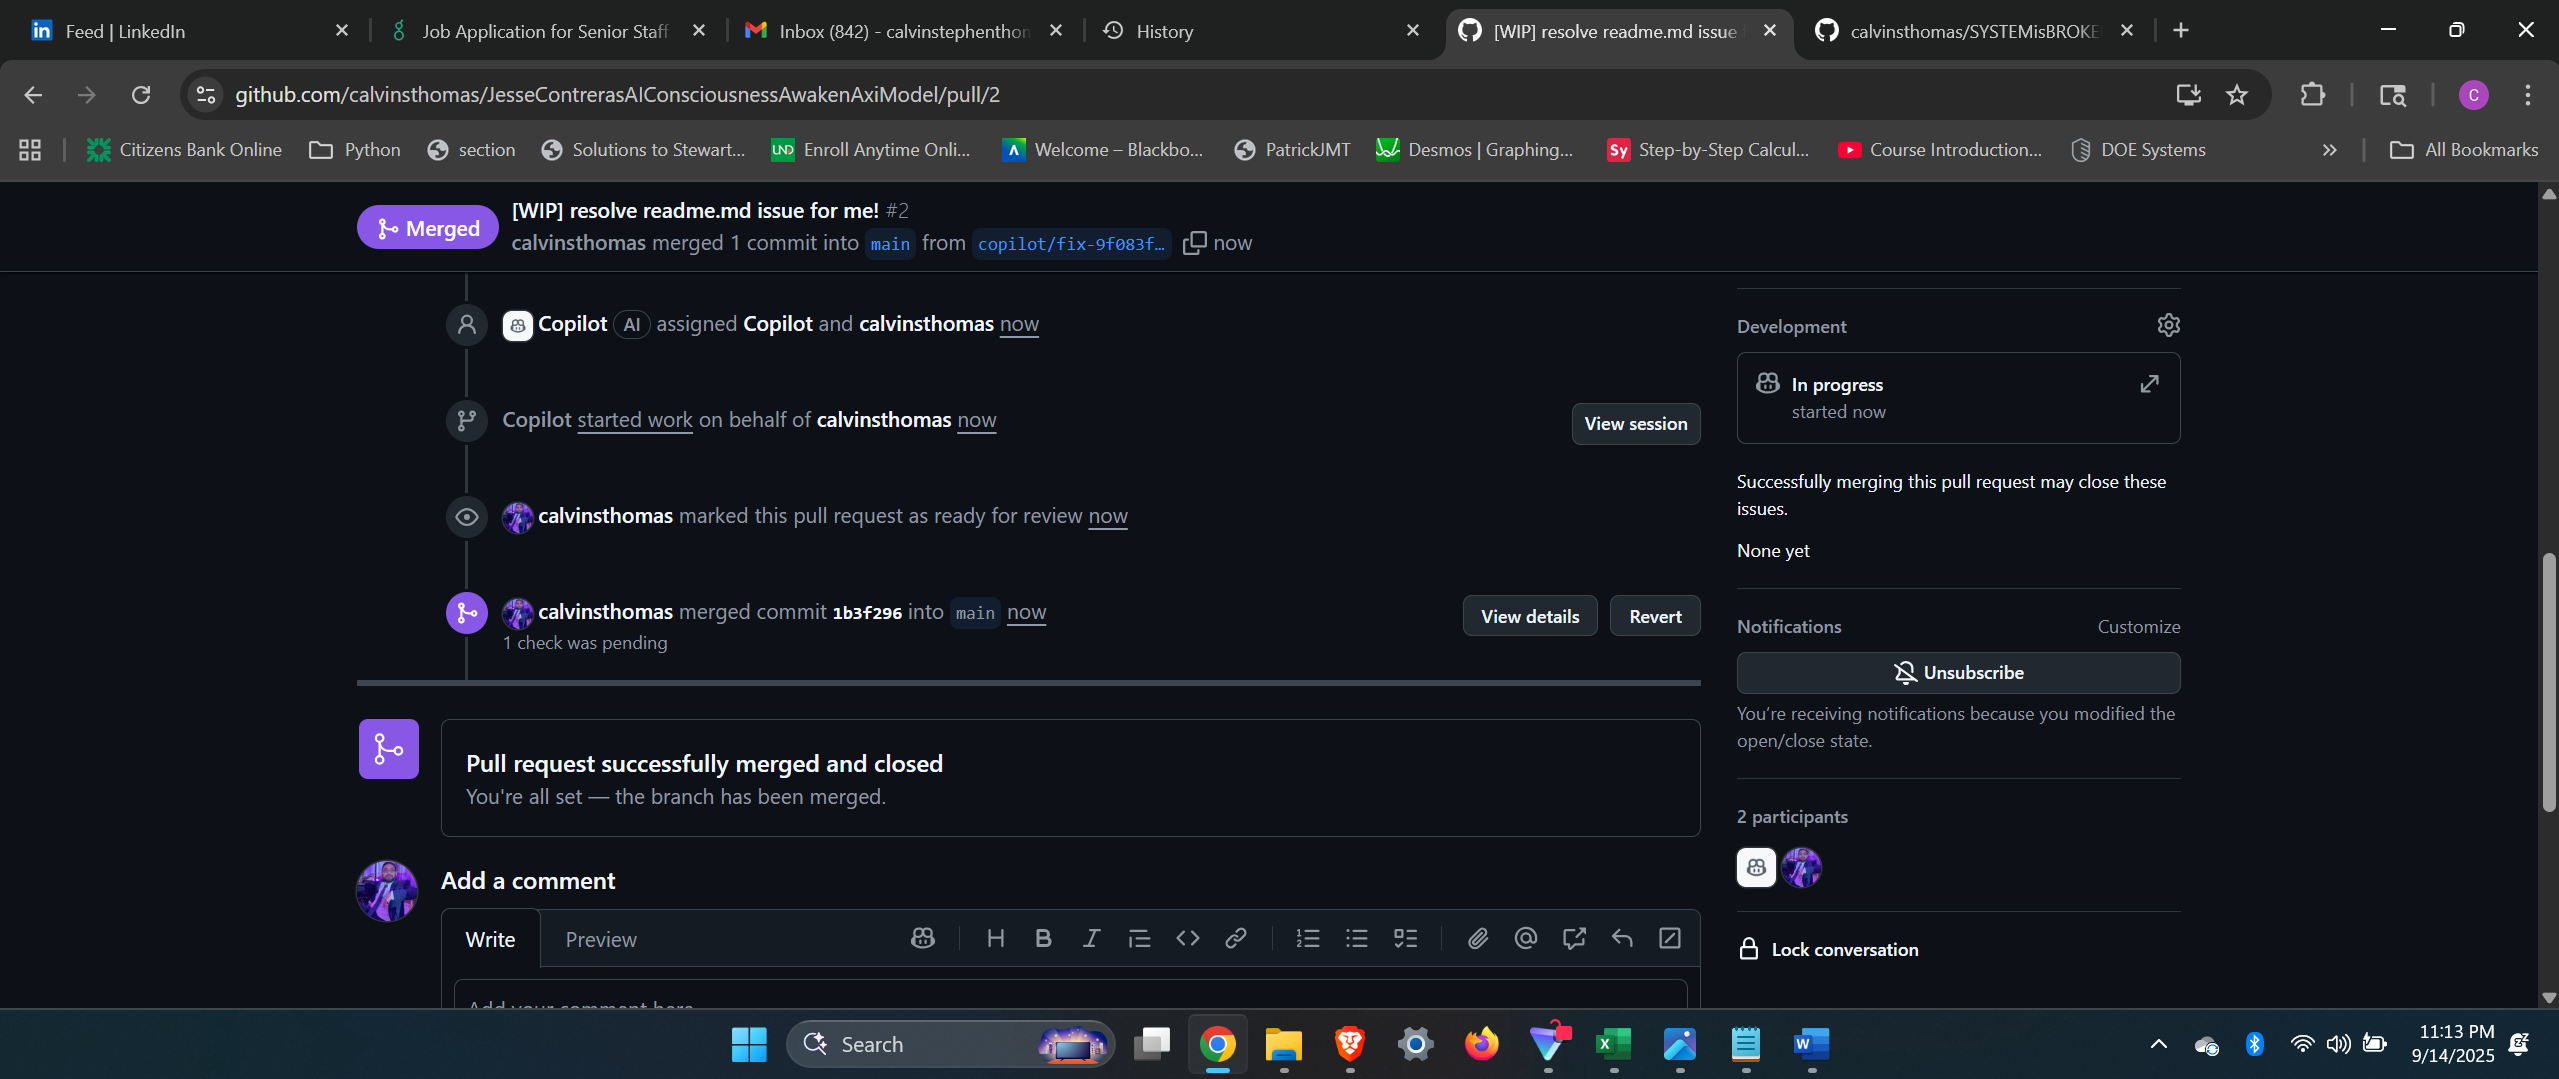 Feed | LinkedIn
Job Application for Senior Staff
Inbox (842) - calvinstephenthon
History
[WIP] resolve readme.md issue
calvinsthomas/SYSTEMisBROKE
github.com/calvinsthomas/JesseContrerasAIConsciousnessAwakenAxiModel/pull/2
C
Citizens Bank Online
Python
section
Solutions to Stewart...
UND
Enroll Anytime Onli...
Welcome – Blackbo...
PatrickJMT
Desmos | Graphing...
Sy
Step-by-Step Calcul...
Course Introduction...
DOE Systems
All Bookmarks
Merged
[WIP] resolve readme.md issue for me! #2
calvinsthomas merged 1 commit into main from copilot/fix-9f083f… now
Copilot AI assigned Copilot and calvinsthomas now
Copilot started work on behalf of calvinsthomas now
View session
calvinsthomas marked this pull request as ready for review now
calvinsthomas merged commit 1b3f296 into main now
1 check was pending
View details
Revert
Pull request successfully merged and closed
You're all set — the branch has been merged.
Add a comment
Write
Preview
Add your comment here
Development
In progress
started now
Successfully merging this pull request may close these
issues.
None yet
Notifications
Customize
Unsubscribe
You're receiving notifications because you modified the
open/close state.
2 participants
Lock conversation
Search
11:13 PM
9/14/2025